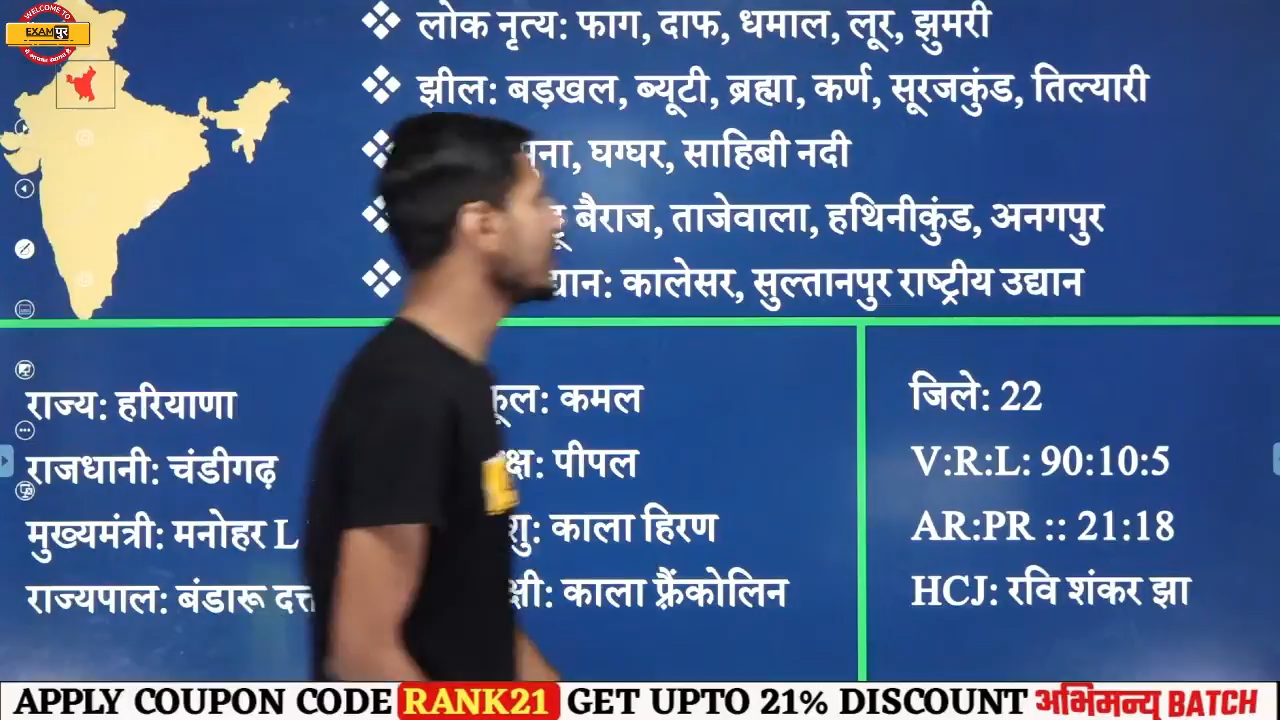 WELCOME TO
EXAMपुर
लोक नृत्य: फाग, दाफ, धमाल, लूर, झुमरी
झील: बड़खल, ब्यूटी, ब्रह्मा, कर्ण, सूरजकुंड, तिल्यारी
घग्घर, साहिबी नदी
बैराज, ताजेवाला, हथिनीकुंड, अनगपुर
कालेसर, सुल्तानपुर राष्ट्रीय उद्यान
राज्य: हरियाणा
राजधानी: चंडीगढ़
मुख्यमंत्री: मनोहर L
राज्यपाल: बंडारू दत्त
फूल: कमल
क्ष: पीपल
शु: काला हिरण
क्षी: काला फ़्रैंकोलिन
जिले: 22
V:R:L: 90:10:5
AR:PR :: 21:18
HCJ: रवि शंकर झा
APPLY COUPON CODE RANK21 GET UPTO 21% DISCOUNT अभिमन्यु BATCH